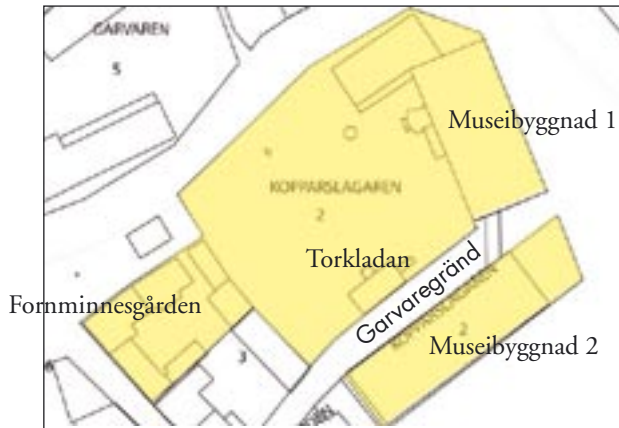 GARVAREN
5
Museibyggnad 1
KOPPARSLAGAREN
2
Torkladan
Garvaregränd
Fornminnesgården
KOPPARSLAGAREN
2
Museibyggnad 2
3